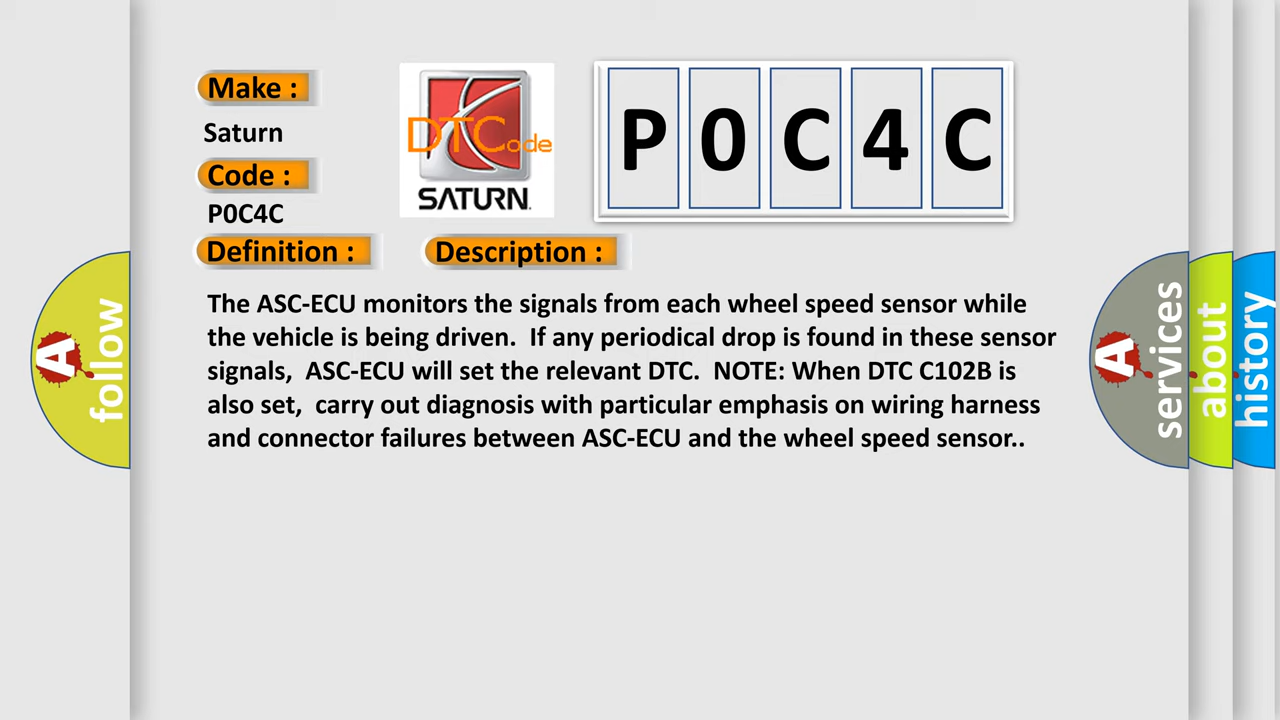 Make :
Saturn
Code :
P0C4C
Definition :
Description :
DTCode
SATURN
P 0 C 4 C
The ASC-ECU monitors the signals from each wheel speed sensor while
the vehicle is being driven  If any periodical drop is found in these sensor
signals,  ASC-ECU will set the relevant DTC  NOTE: When DTC C102B is
also set,  carry out diagnosis with particular emphasis on wiring harness
and connector failures between ASC-ECU and the wheel speed sensor..
A follow
A services
about
history